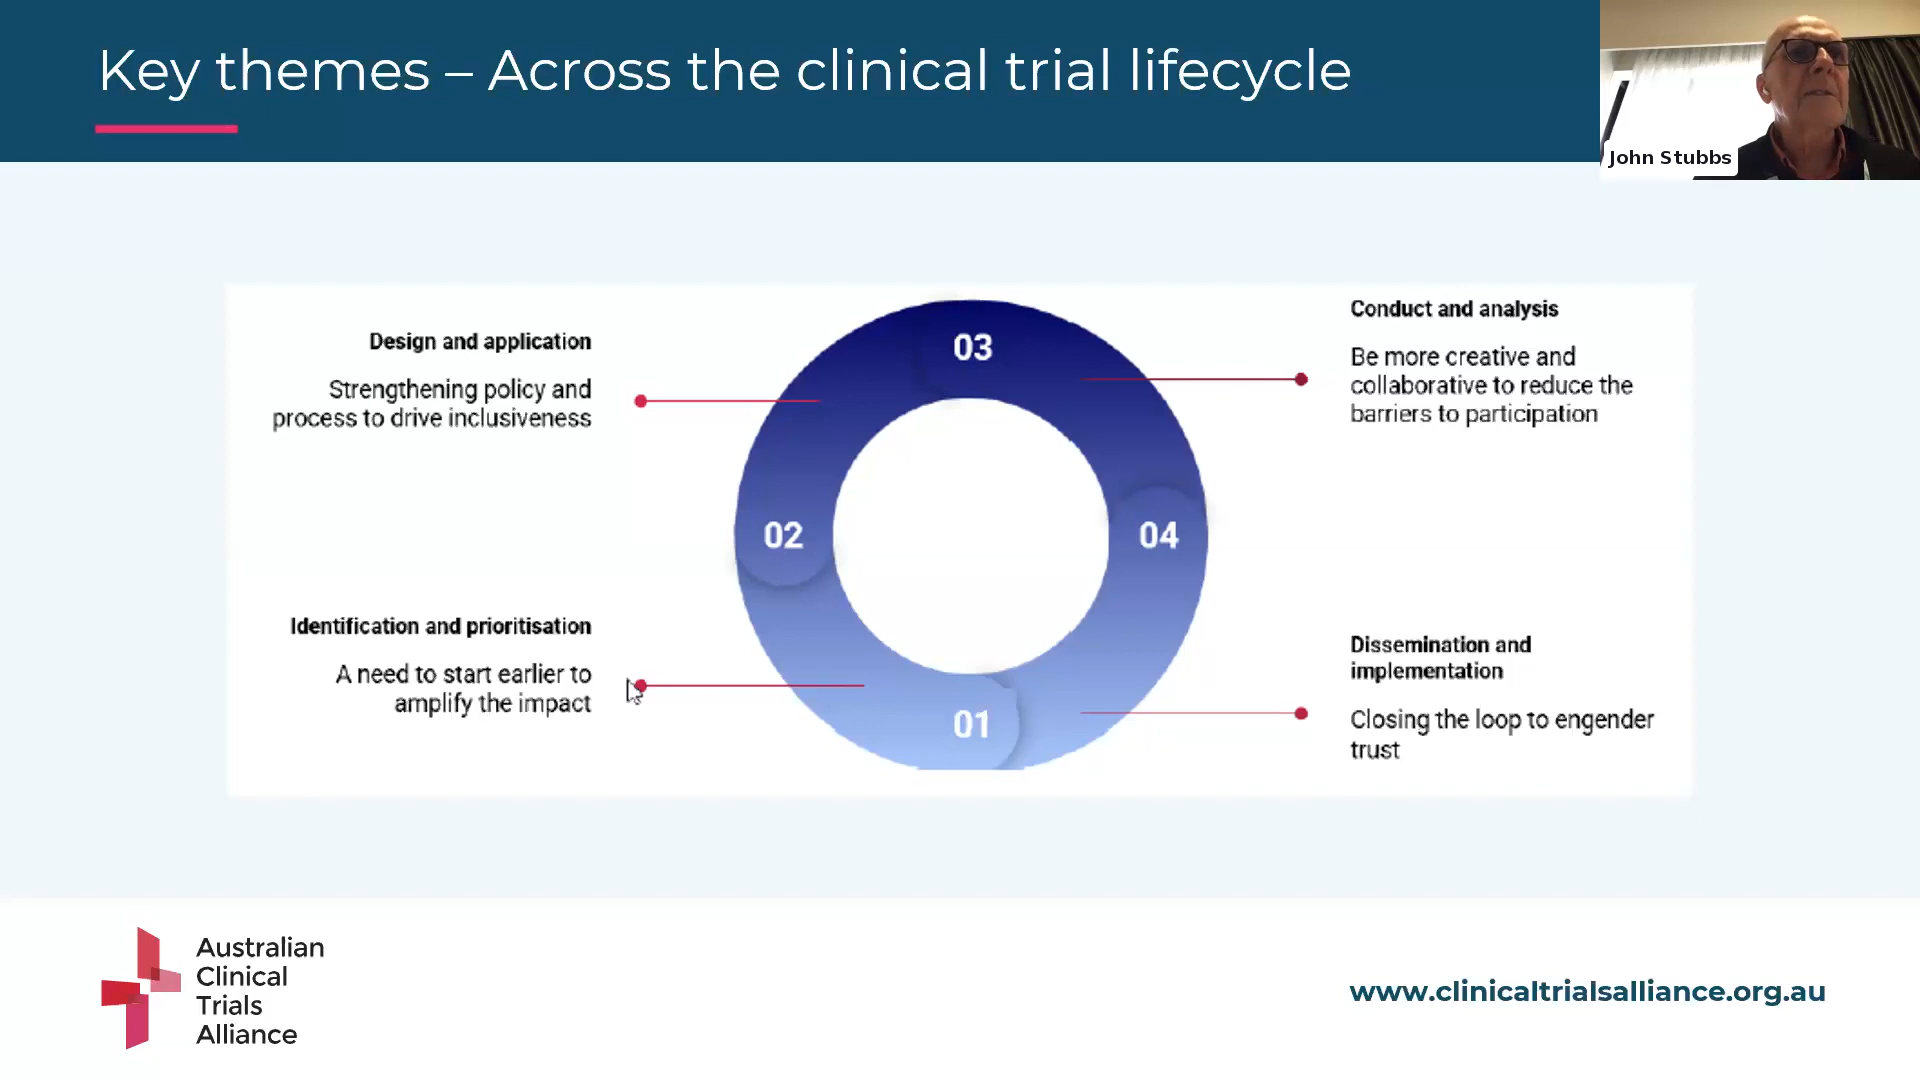 Key themes – Across the clinical trial lifecycle
John Stubbs
Design and application
Strengthening policy and
process to drive inclusiveness
Identification and prioritisation
A need to start earlier to
amplify the impact
03
02
04
01
Conduct and analysis
Be more creative and
collaborative to reduce the
barriers to participation
Dissemination and
implementation
Closing the loop to engender
trust
Australian
Clinical
Trials
Alliance
www.clinicaltrialsalliance.org.au